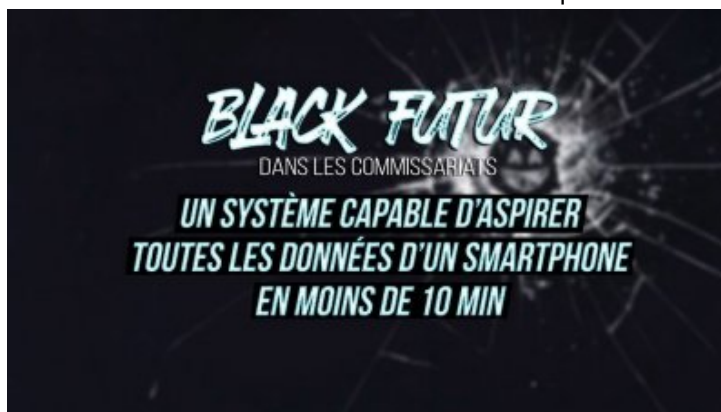 BLACK FUTUR
DANS LES COMMISSARIATS
UN SYSTÈME CAPABLE D'ASPIRER
TOUTES LES DONNÉES D'UN SMARTPHONE
EN MOINS DE 10 MIN